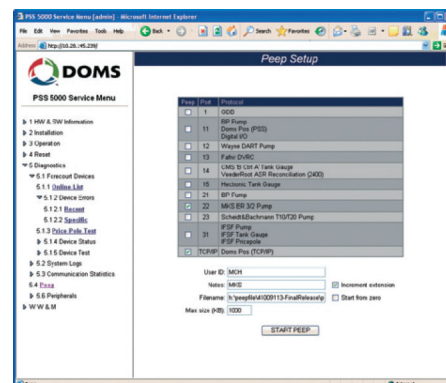 PSS 5000 Service Menu [admin] - Microsoft Internet Explorer
File Edit View Favorites Tools Help
Back
Search
Favorites
Address
Peep Setup
DOMS
PSS 5000 Service Menu
1 HW & SW Information
2 Installation
3 Operation
4 Reset
5 Diagnostics
5.1 Forecourt Devices
5.1.1 Online List
5.1.2 Device Errors
5.1.2.1 Recent
5.1.2.2 Specific
5.1.3 Price Pole Test
5.1.4 Device Status
5.1.5 Device Test
5.2 System Logs
5.3 Communication Statistics
5.4 Peep
5.6 Peripherals
W W & M
Peep Port Protocol
1 GDD
11 BP Pump
Doms Pos (PSS)
Digital I/O
12 Wayne DART Pump
13 Fafnir DVRC
14
VeederRoot ASR Reconciliation (2400)
15 Hectronic Tank Gauge
21 BP Pump
22 MKS ER 3/2 Pump
23 Scheidt&Bachmann T10/T20 Pump
31 IFSF Pump
IFSF Tank Gauge
IFSF Pricepole
TCP/IP Doms Pos (TCP/IP)
User ID: MCH
Notes: MKS
Increment extension
Filename: h:\peepfile\41009113-FinalRelease\p
Start from zero
Max size (KB): 1000
START PEEP